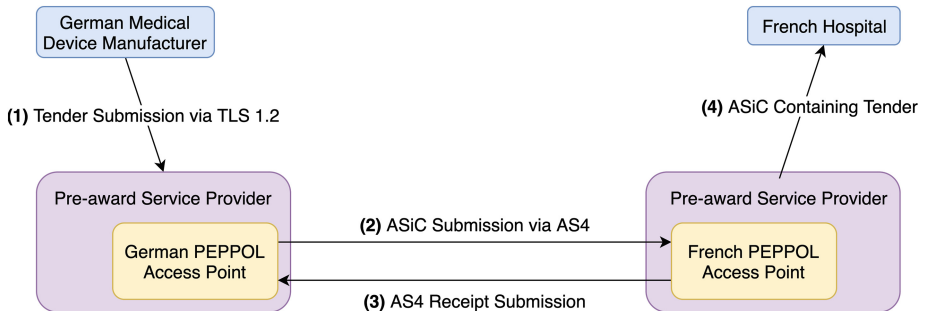 German Medical
Device Manufacturer
French Hospital
(1) Tender Submission via TLS 1.2
(4) ASiC Containing Tender
Pre-award Service Provider
Pre-award Service Provider
(2) ASiC Submission via AS4
German PEPPOL
Access Point
French PEPPOL
Access Point
(3) AS4 Receipt Submission